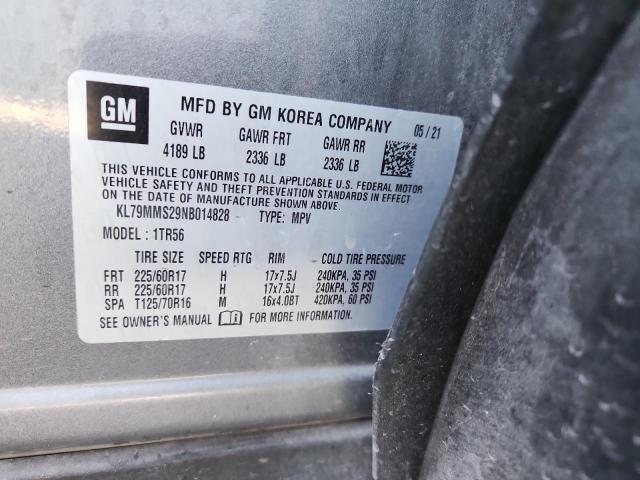 GM
MFD BY GM KOREA COMPANY 05 / 21
GVWR GAWR FRT GAWR RR
4189 LB 2336 LB 2336 LB
THIS VEHICLE CONFORMS TO ALL APPLICABLE U.S. FEDERAL MOTOR
VEHICLE SAFETY AND THEFT PREVENTION STANDARDS IN EFFECT
ON THE DATE OF MANUFACTURE SHOWN ABOVE.
KL79MMS29NB014828 TYPE: MPV
MODEL : 1TR56
TIRE SIZE SPEED RTG RIM COLD TIRE PRESSURE
FRT 225/60R17 H 17x7.5J 240KPA, 35 PSI
RR 225/60R17 H 17x7.5J 240KPA, 35 PSI
SPA T125/70R16 M 16x4.0BT 420KPA, 60 PSI
SEE OWNER'S MANUAL FOR MORE INFORMATION.